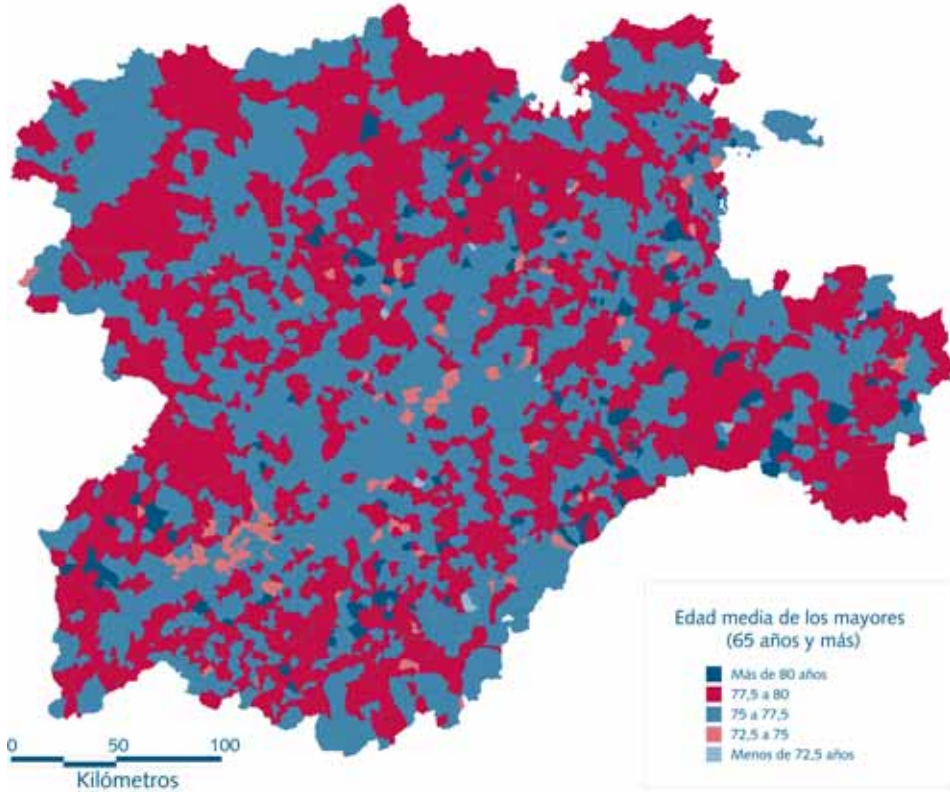 Edad media de los mayores
(65 años y más)
Más de 80 años
77,5 a 80
75 a 77,5
72,5 a 75
Menos de 72,5 años
0 50 100
Kilómetros